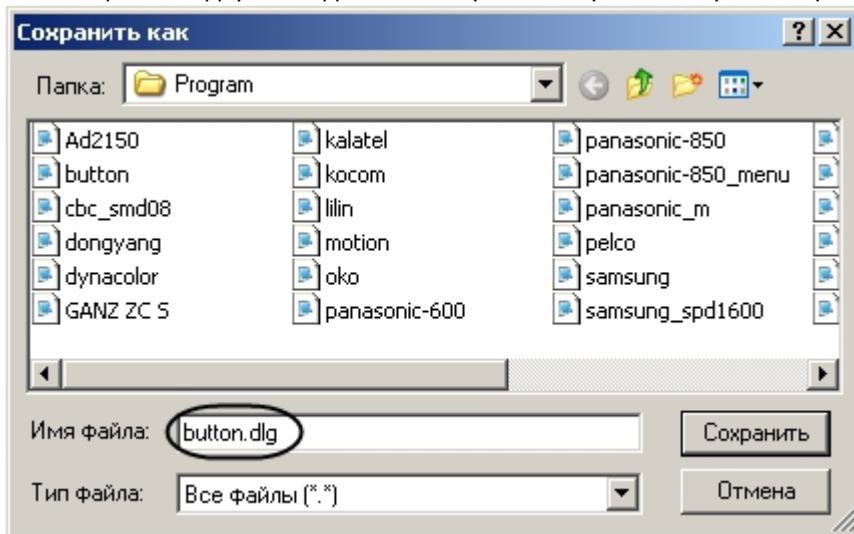 Сохранить как
Папка: Program
Ad2150 kalatel panasonic-850
button kocom panasonic-850_menu
cbc_smd08 lilin panasonic_m
dongyang motion pelco
dynacolor oko samsung
GANZ ZC S panasonic-600 samsung_spd1600
Имя файла: button.dlg Сохранить
Тип файла: Все файлы (*.*) Отмена